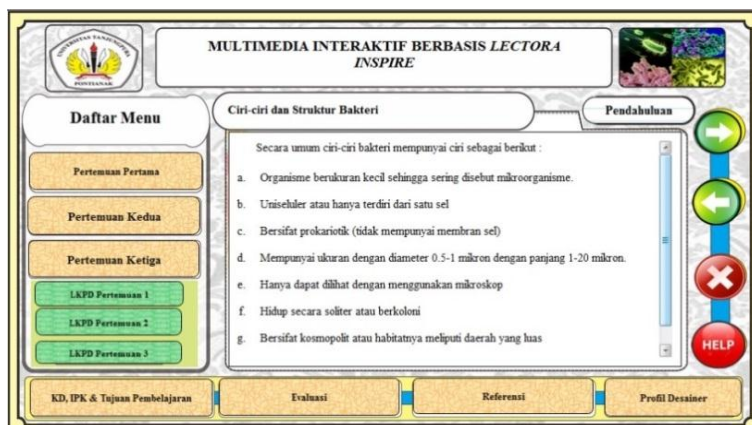 UNIVERSITAS TANJUNGPURA
PONTIANAK
MULTIMEDIA INTERAKTIF BERBASIS LECTORA
INSPIRE
Daftar Menu
Pertemuan Pertama
Pertemuan Kedua
Pertemuan Ketiga
LKPD Pertemuan 1
LKPD Pertemuan 2
LKPD Pertemuan 3
Ciri-ciri dan Struktur Bakteri
Pendahuluan
Secara umum ciri-ciri bakteri mempunyai ciri sebagai berikut :
a. Organisme berukuran kecil sehingga sering disebut mikroorganisme.
b. Uniseluler atau hanya terdiri dari satu sel
c. Bersifat prokariotik (tidak mempunyai membran sel)
d. Mempunyai ukuran dengan diameter 0.5-1 mikron dengan panjang 1-20 mikron.
e. Hanya dapat dilihat dengan menggunakan mikroskop
f. Hidup secara soliter atau berkoloni
g. Bersifat kosmopolit atau habitatnya meliputi daerah yang luas
HELP
KD, IPK & Tujuan Pembelajaran
Evaluasi
Referensi
Profil Desainer